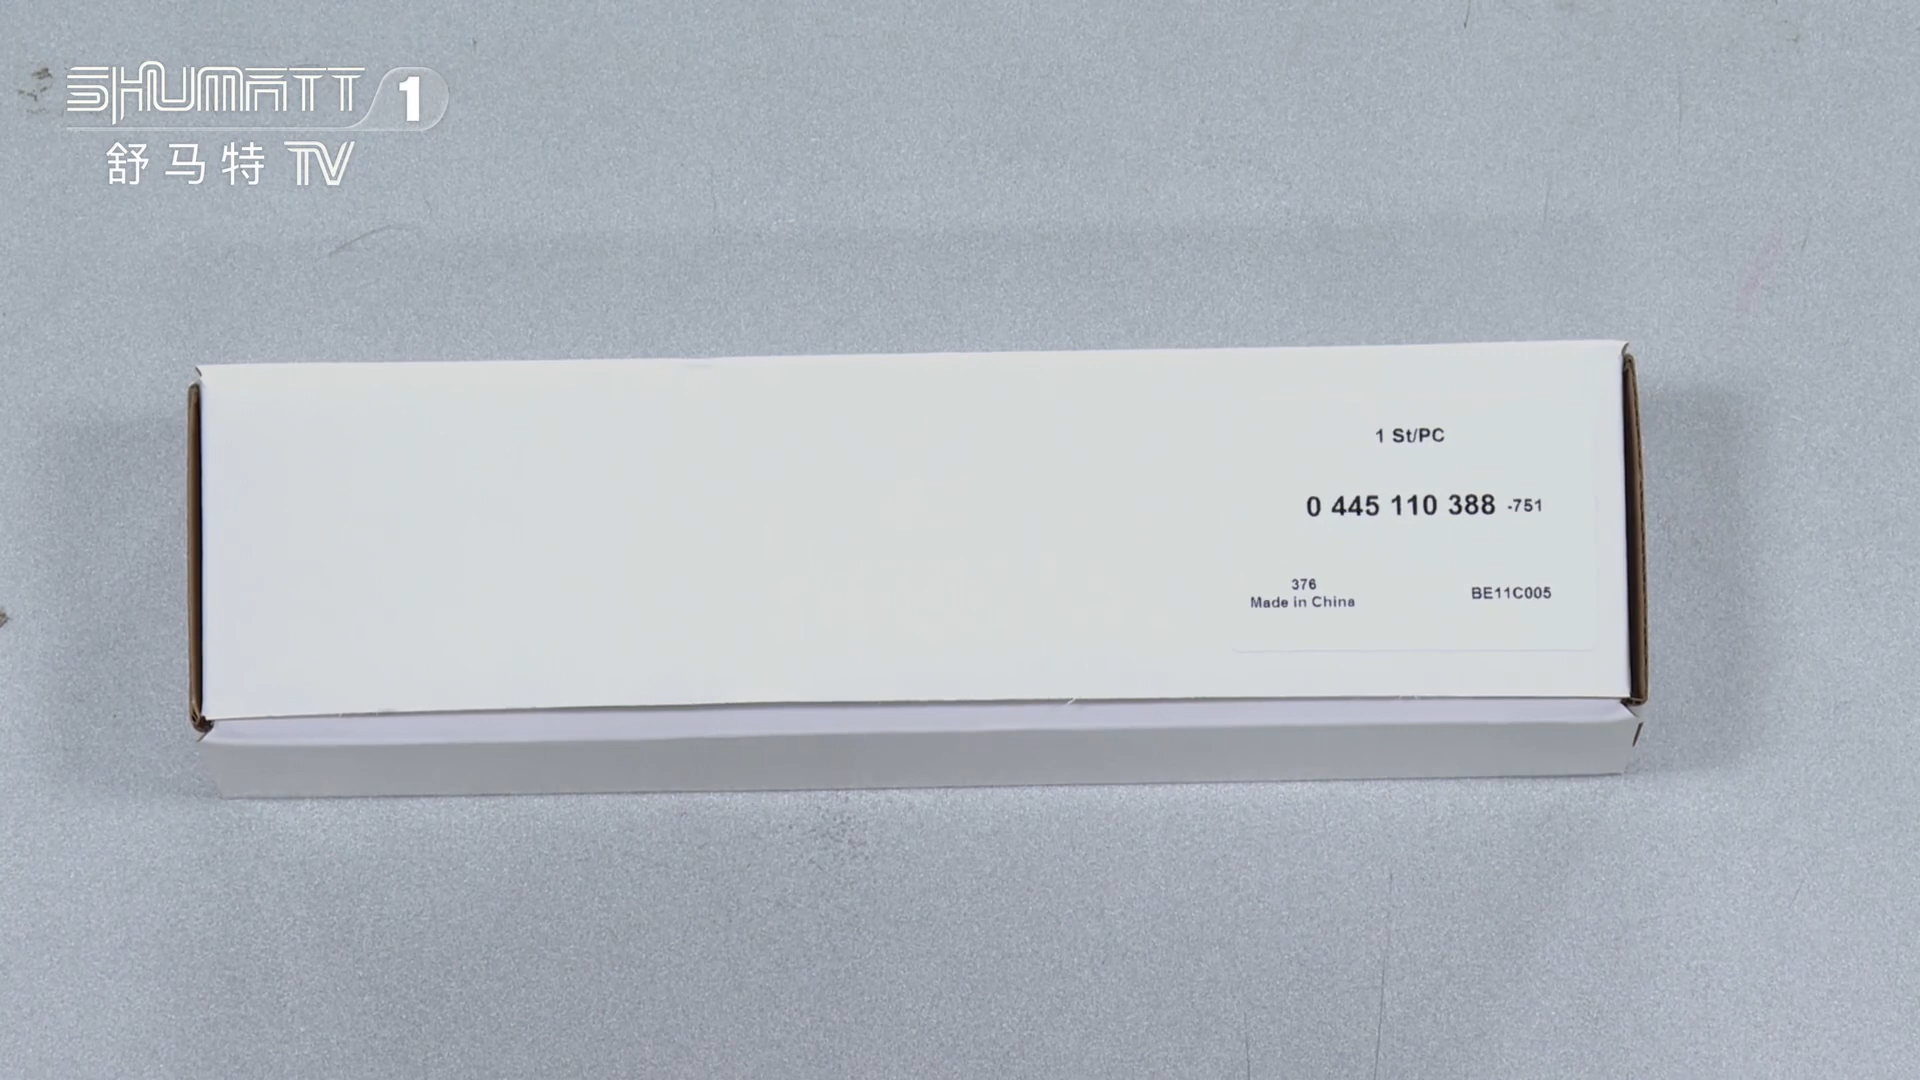 SHUMATT 1
舒马特 TV
1 St/PC
0 445 110 388 -751
376
Made in China
BE11C005